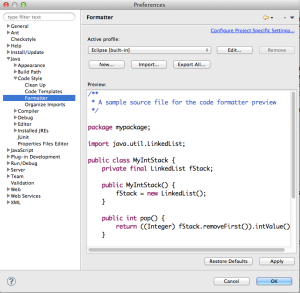 Preferences
type filter text
Formatter
General
Ant
Checkstyle
Help
Install/Update
Java
Appearance
Build Path
Code Style
Clean Up
Code Templates
Formatter
Organize Imports
Compiler
Debug
Editor
Installed JREs
JUnit
Properties Files Editor
JavaScript
Plug-in Development
Run/Debug
Server
Team
Validation
Web
Web Services
XML
Configure Project Specific Settings...
Active profile:
Eclipse [built-in]
Edit...
Remove
New...
Import...
Export All...
Preview:
/**
* A sample source file for the code formatter preview
*/
package mypackage;
import java.util.LinkedList;
public class MyIntStack {
private final LinkedList fStack;
public MyIntStack() {
fStack = new LinkedList();
}
public int pop() {
return ((Integer) fStack.removeFirst()).intValue()
}
Restore Defaults
Apply
?
Cancel
OK